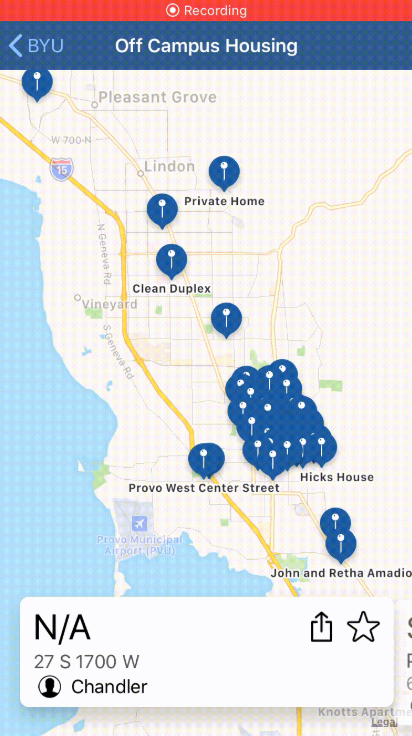 Recording
BYU
Off Campus Housing
Pleasant Grove
W 700 N
15
Lindon
Private Home
N Geneva Rd
Clean Duplex
Vineyard
S Geneva Rd
Hicks House
Provo West Center Street
Provo Municipal
Airport (PVU)
John and Retha Amadio
N/A
27 S 1700 W
Chandler
Knotts Apartme
Legal